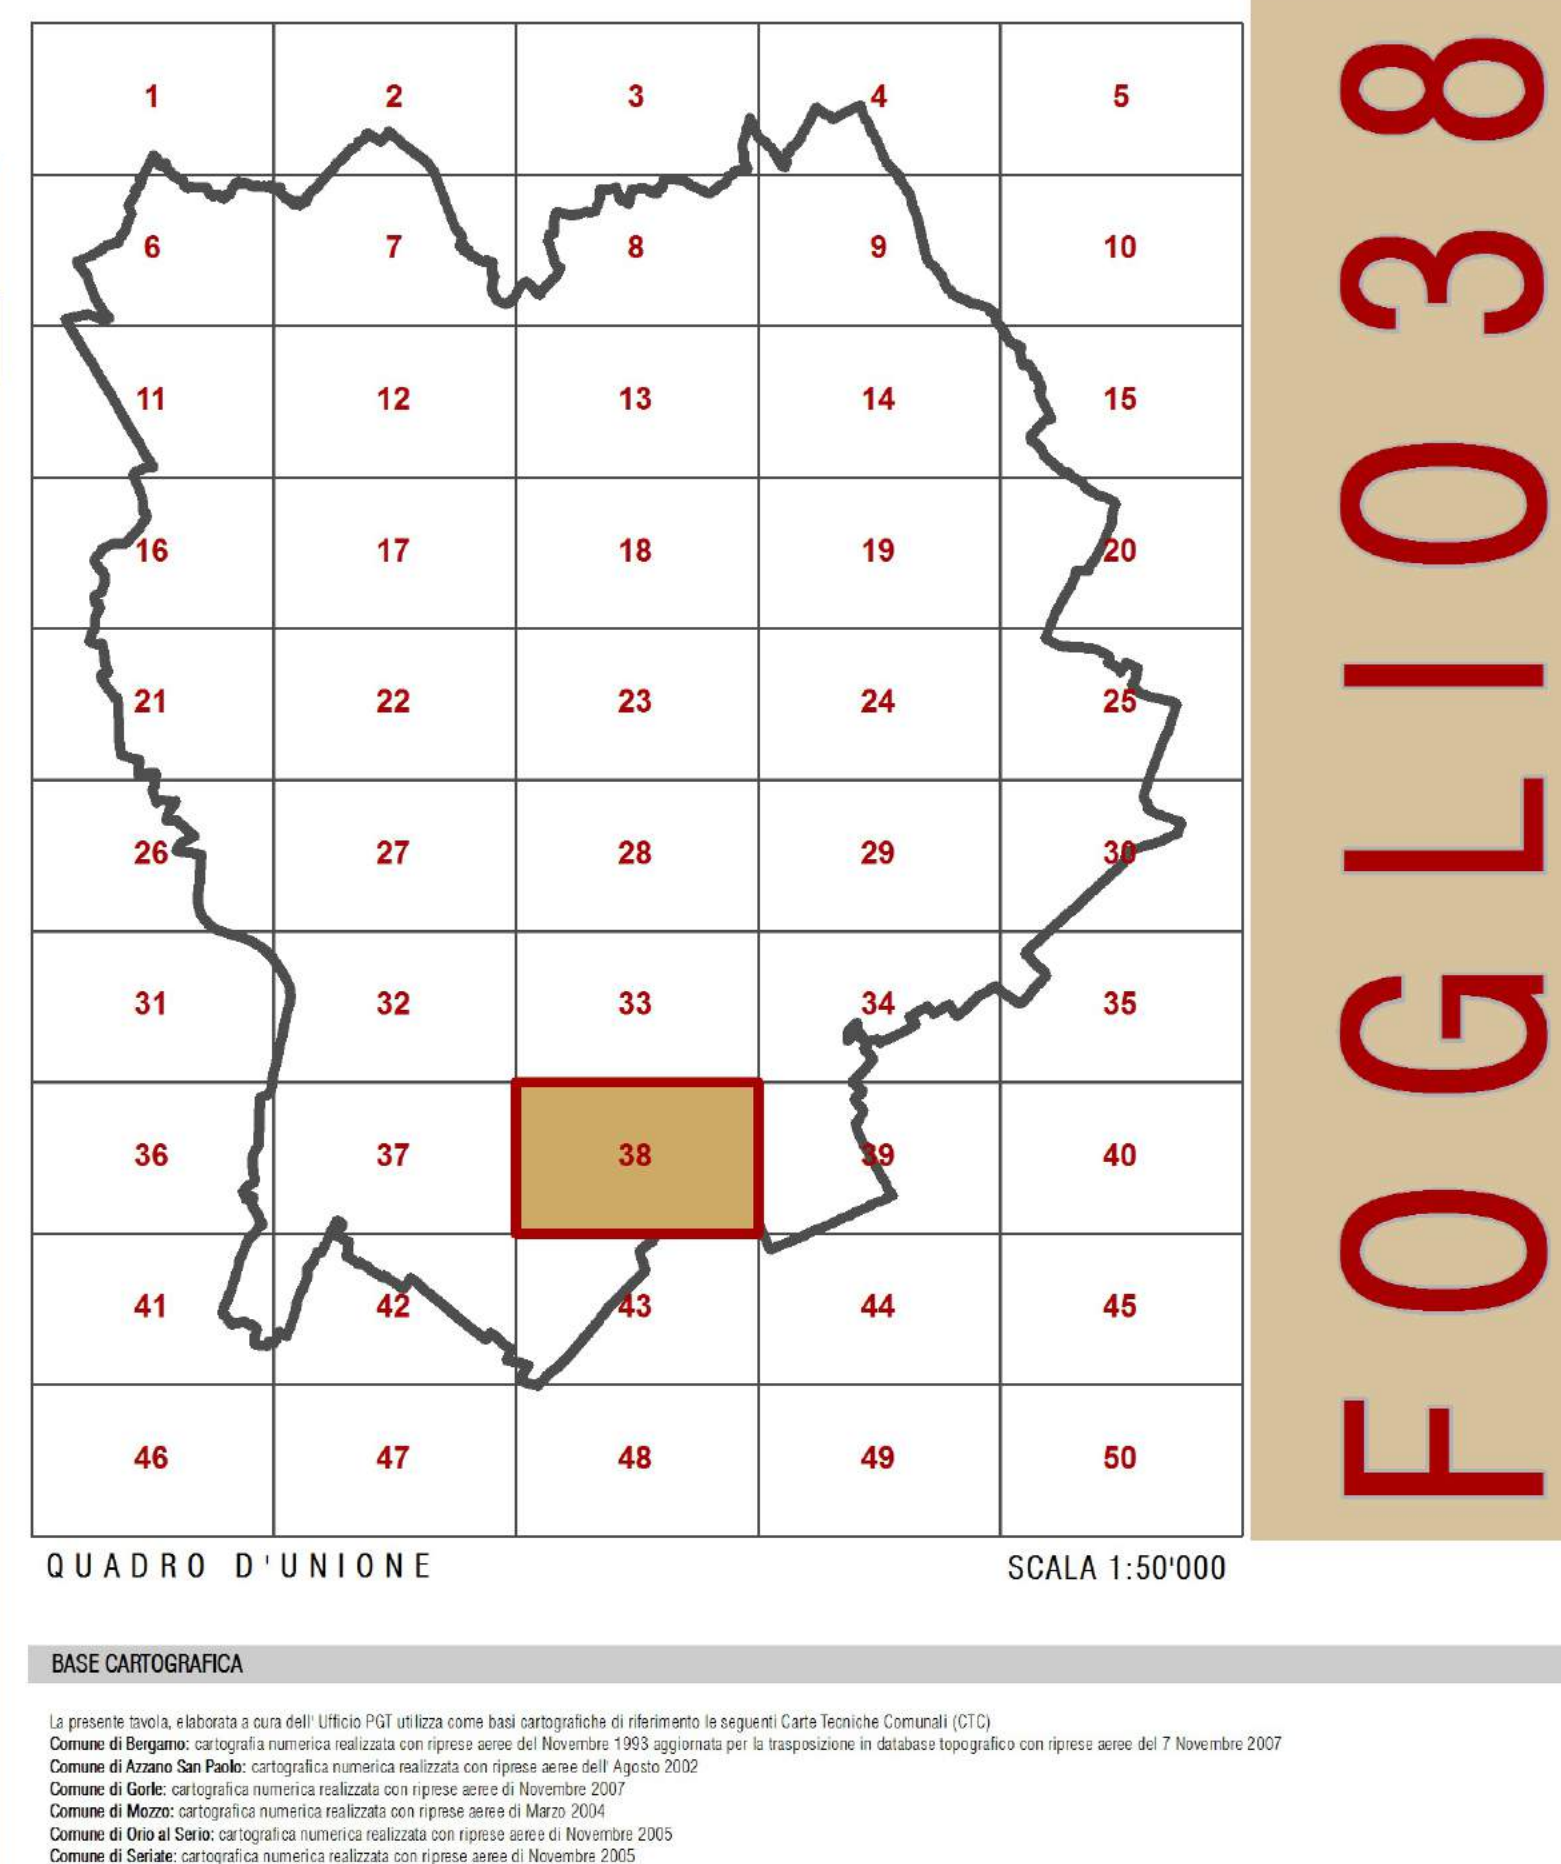 1 2 3 4 5
6 7 8 9 10
11 12 13 14 15
16 17 18 19 20
21 22 23 24 25
26 27 28 29 30
31 32 33 34 35
36 37 38 39 40
41 42 43 44 45
46 47 48 49 50
FOGLIO 38
QUADRO D'UNIONE
SCALA 1:50'000
BASE CARTOGRAFICA
La presente tavola, elaborata a cura dell' Ufficio PGT utilizza come basi cartografiche di riferimento le seguenti Carte Tecniche Comunali (CTC)
Comune di Bergamo: cartografia numerica realizzata con riprese aeree del Novembre 1993 aggiornata per la trasposizione in database topografico con riprese aeree del 7 Novembre 2007
Comune di Azzano San Paolo: cartografica numerica realizzata con riprese aeree dell' Agosto 2002
Comune di Gorle: cartografica numerica realizzata con riprese aeree di Novembre 2007
Comune di Mozzo: cartografica numerica realizzata con riprese aeree di Marzo 2004
Comune di Orio al Serio: cartografica numerica realizzata con riprese aeree di Novembre 2005
Comune di Seriate: cartografica numerica realizzata con riprese aeree di Novembre 2005